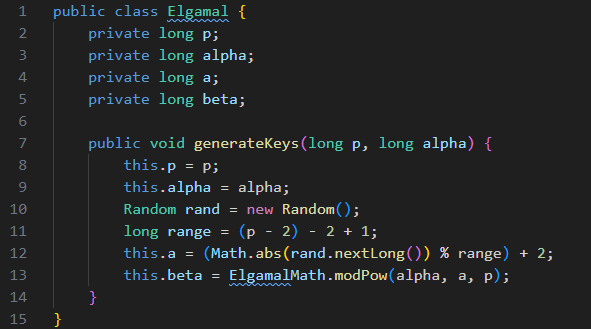 1 public class Elgamal {
2     private long p;
3     private long alpha;
4     private long a;
5     private long beta;
6
7     public void generateKeys(long p, long alpha) {
8         this.p = p;
9         this.alpha = alpha;
10         Random rand = new Random();
11         long range = (p - 2) - 2 + 1;
12         this.a = (Math.abs(rand.nextLong()) % range) + 2;
13         this.beta = ElgamalMath.modPow(alpha, a, p);
14     }
15 }